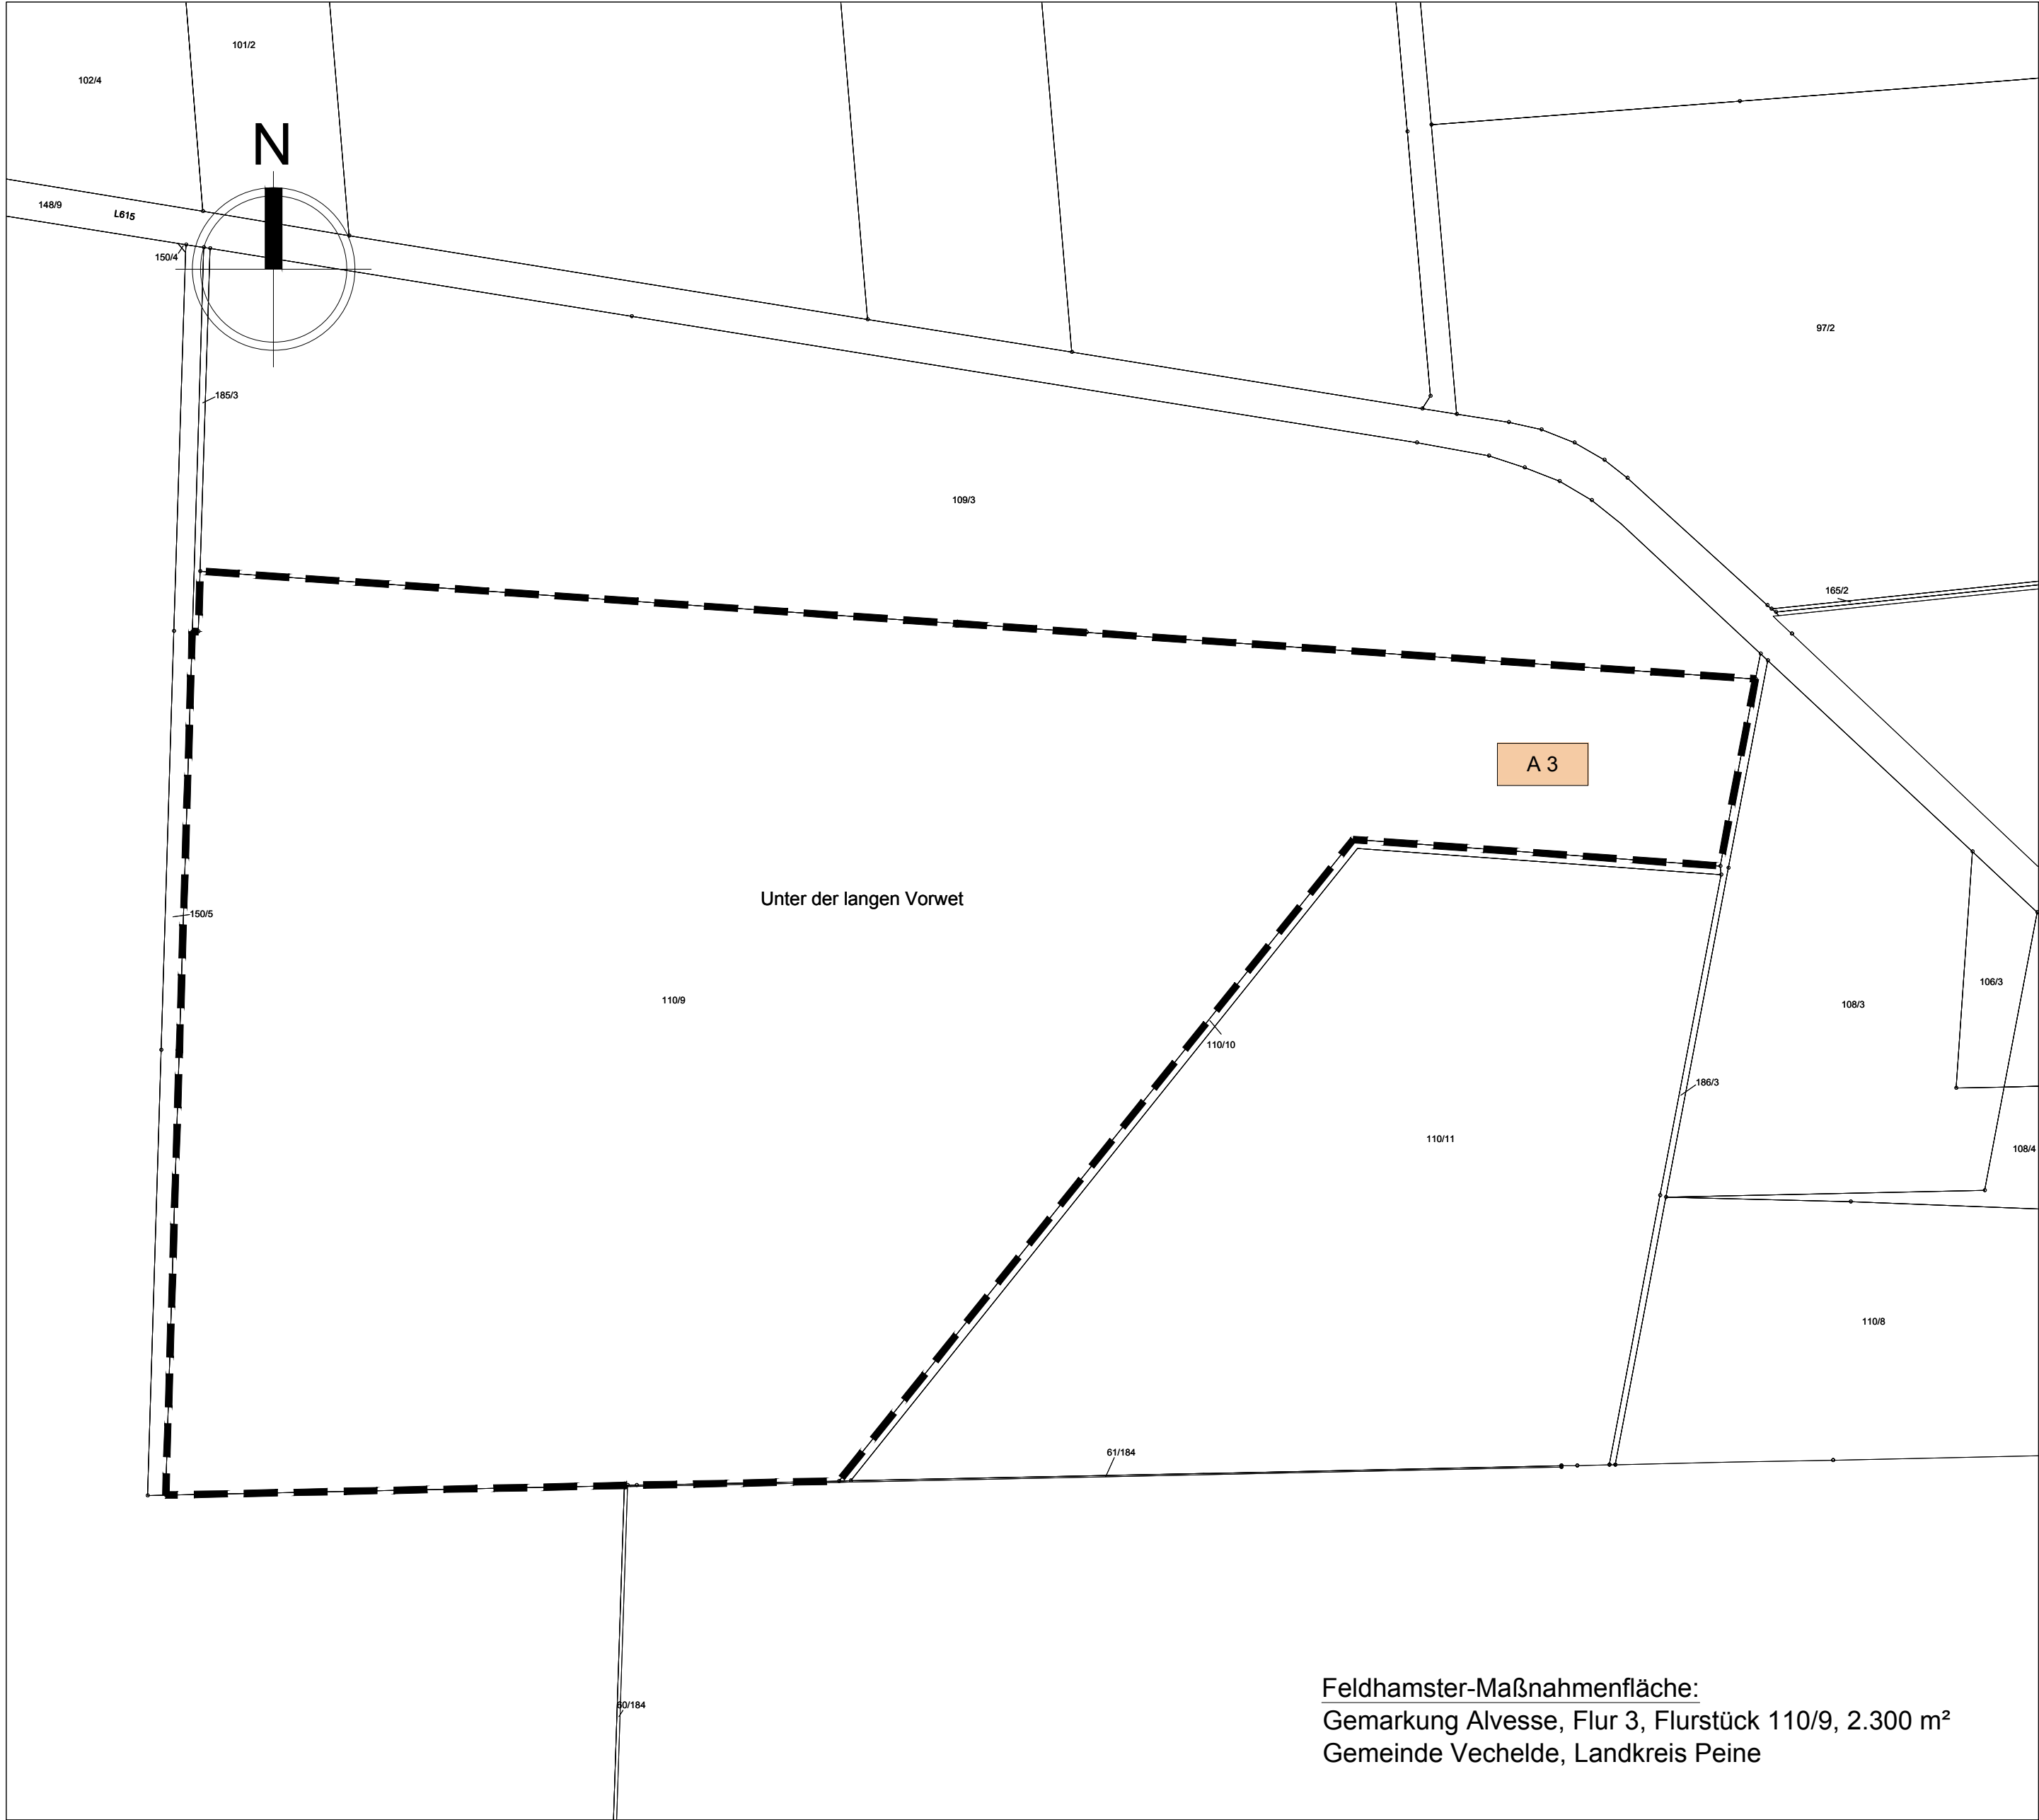 101/2
102/4
N
148/9
L615
150/4
97/2
185/3
109/3
165/2
A 3
Unter der langen Vorwet
150/5
106/3
110/9
108/3
110/10
186/3
110/11
108/4
110/8
61/184
Feldhamster-Maßnahmenfläche:
60/184
Gemarkung Alvesse, Flur 3, Flurstück 110/9, 2.300 m²
Gemeinde Vechelde, Landkreis Peine